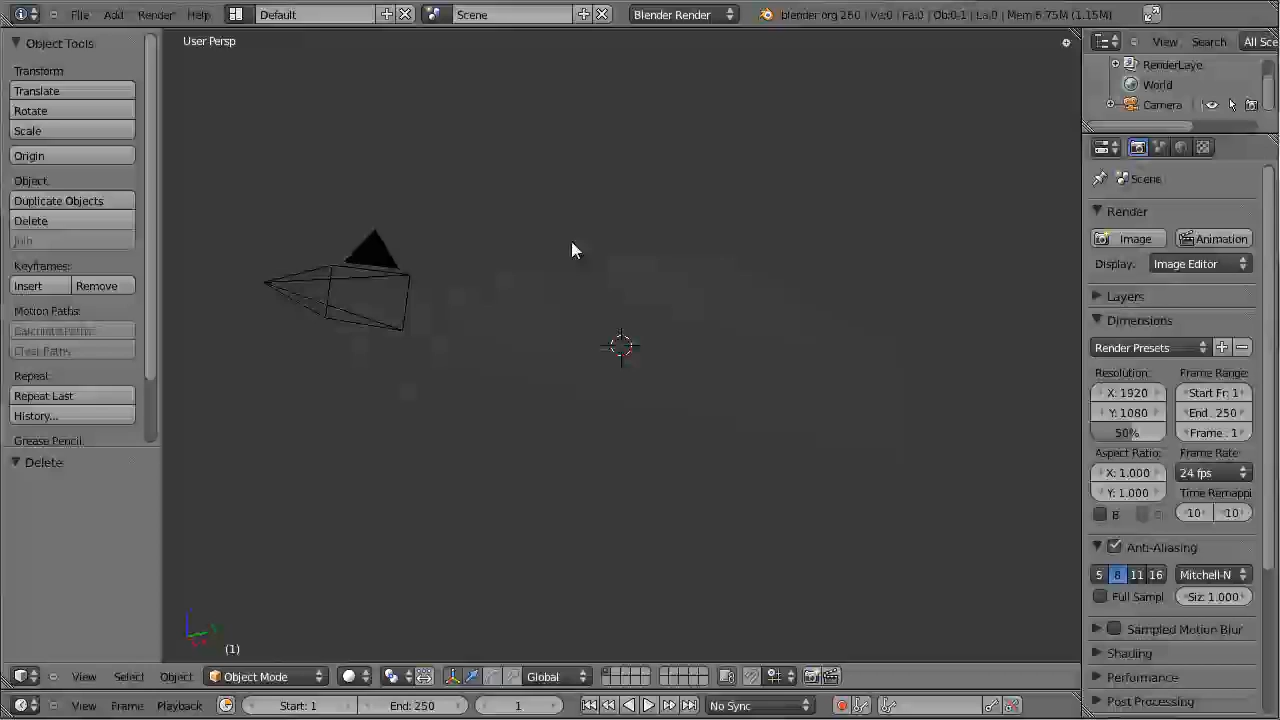 File Add Render Help Default Scene Blender Render blender.org 260 | Ve:0 | Fa:0 | Ob:0-1 | La:0 | Mem:6.75M (1.15M)
Object Tools
User Persp
View Search All Sce
RenderLaye
World
Camera
Transform
Translate
Rotate
Scale
Origin
Object:
Duplicate Objects
Delete
Join
Keyframes:
Insert Remove
Motion Paths:
Calculate Paths
Clear Paths
Repeat:
Repeat Last
History...
Grease Pencil:
Delete
Scene
Render
Image Animation
Display: Image Editor
Layers
Dimensions
Render Presets
Resolution: Frame Range:
X: 1920 Start Fr: 1
Y: 1080 End: 250
50% Frame: 1
Aspect Ratio: Frame Rate:
X: 1.000 24 fps
Y: 1.000 Time Remappi
B 10 10
Anti-Aliasing
5 8 11 16 Mitchell-N
Full Sampl Siz: 1.000
Sampled Motion Blur
Shading
Performance
Post Processing
(1)
View Select Object Object Mode Global
View Frame Playback Start: 1 End: 250 1 No Sync